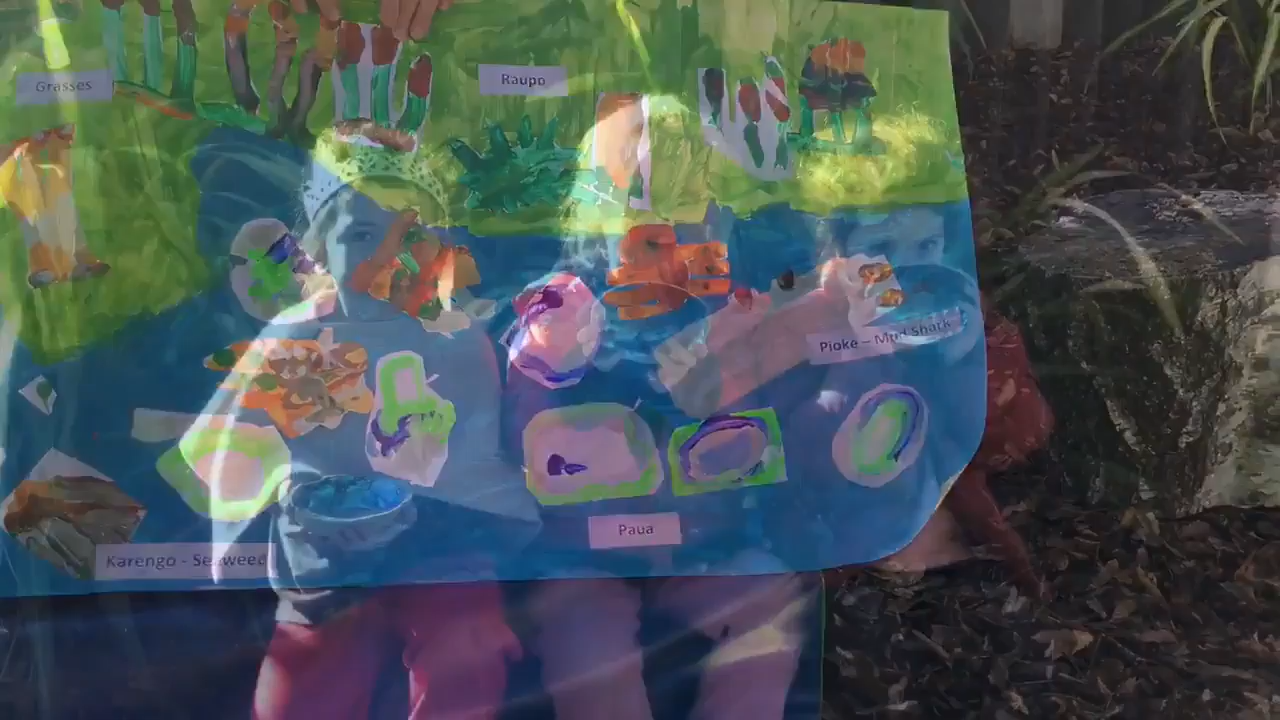 Grasses
Raupo
Pioke – Mud Shark
Karengo - Seaweed
Paua